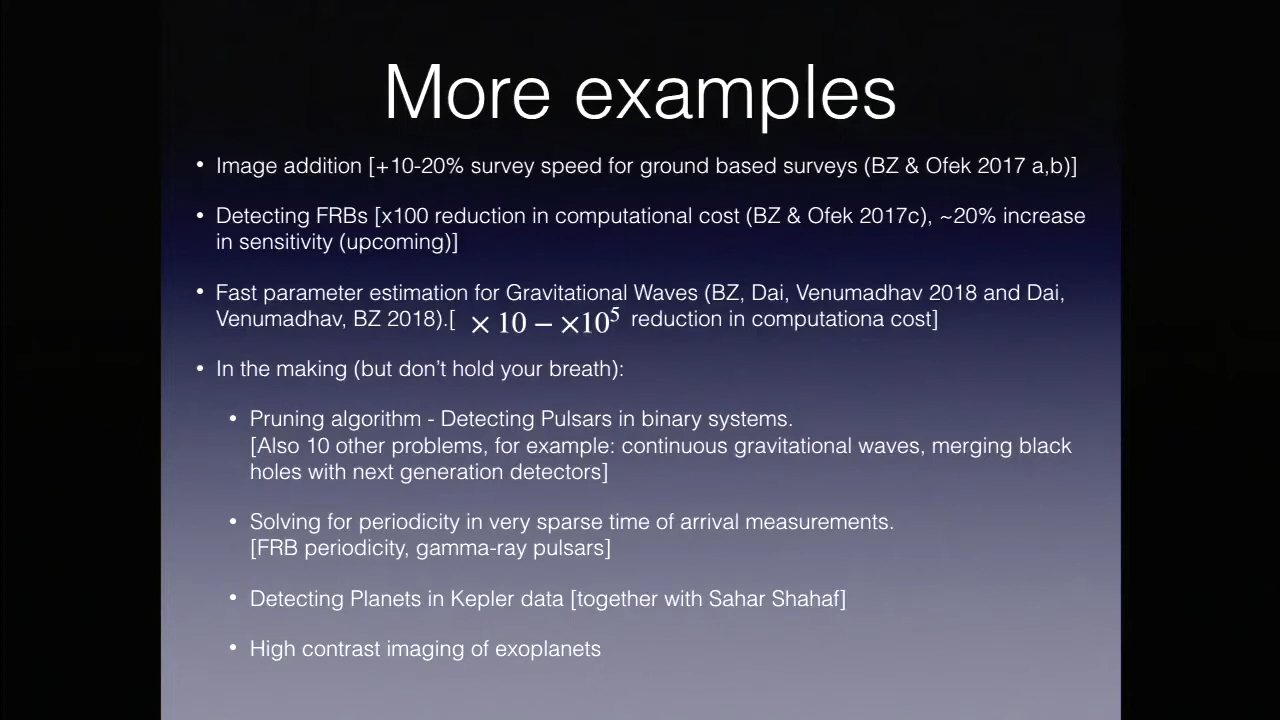 More examples
• Image addition [+10-20% survey speed for ground based surveys (BZ & Ofek 2017 a,b)]
• Detecting FRBs [x100 reduction in computational cost (BZ & Ofek 2017c), ~20% increase
in sensitivity (upcoming)]
• Fast parameter estimation for Gravitational Waves (BZ, Dai, Venumadhav 2018 and Dai,
Venumadhav, BZ 2018).[ × 10 − ×10⁵ reduction in computationa cost]
• In the making (but don’t hold your breath):
• Pruning algorithm - Detecting Pulsars in binary systems.
[Also 10 other problems, for example: continuous gravitational waves, merging black
holes with next generation detectors]
• Solving for periodicity in very sparse time of arrival measurements.
[FRB periodicity, gamma-ray pulsars]
• Detecting Planets in Kepler data [together with Sahar Shahaf]
• High contrast imaging of exoplanets